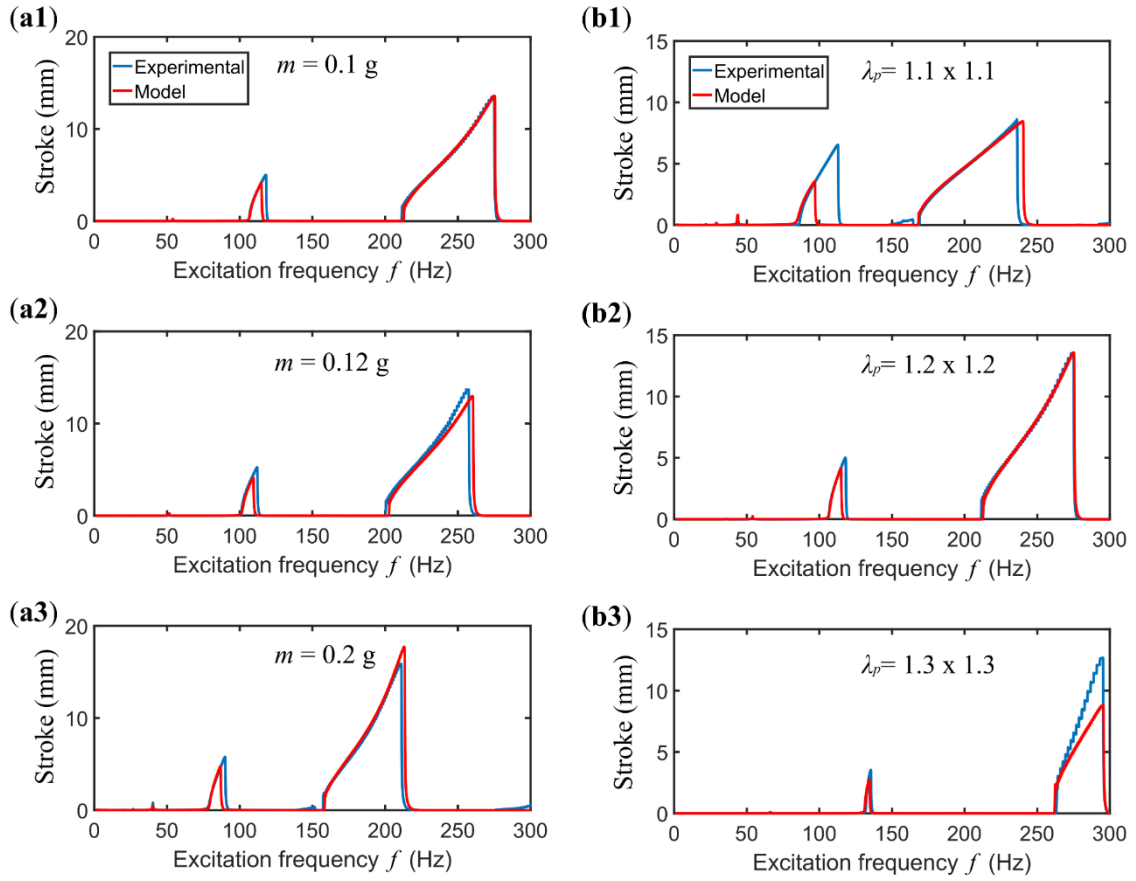 (a1)
20
10
0
Stroke (mm)
Experimental
Model
m = 0.1 g
0 50 100 150 200 250 300
Excitation frequency f (Hz)
(b1)
15
10
5
0
Stroke (mm)
Experimental
Model
λp= 1.1 x 1.1
0 50 100 150 200 250 300
Excitation frequency f (Hz)
(a2)
20
10
0
Stroke (mm)
m = 0.12 g
0 50 100 150 200 250 300
Excitation frequency f (Hz)
(b2)
15
10
5
0
Stroke (mm)
λp= 1.2 x 1.2
0 50 100 150 200 250 300
Excitation frequency f (Hz)
(a3)
20
10
0
Stroke (mm)
m = 0.2 g
0 50 100 150 200 250 300
Excitation frequency f (Hz)
(b3)
15
10
5
0
Stroke (mm)
λp= 1.3 x 1.3
0 50 100 150 200 250 300
Excitation frequency f (Hz)